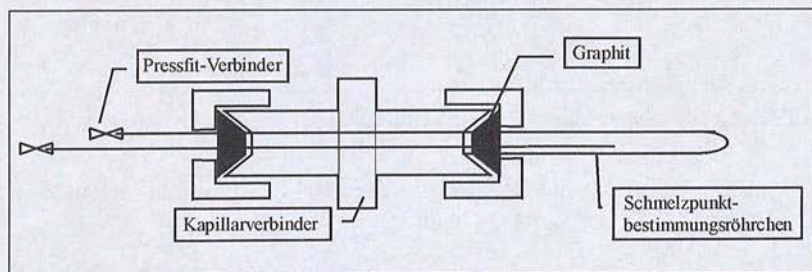 Pressfit-Verbinder
Graphit
Kapillarverbinder
Schmelzpunkt-
bestimmungsröhrchen